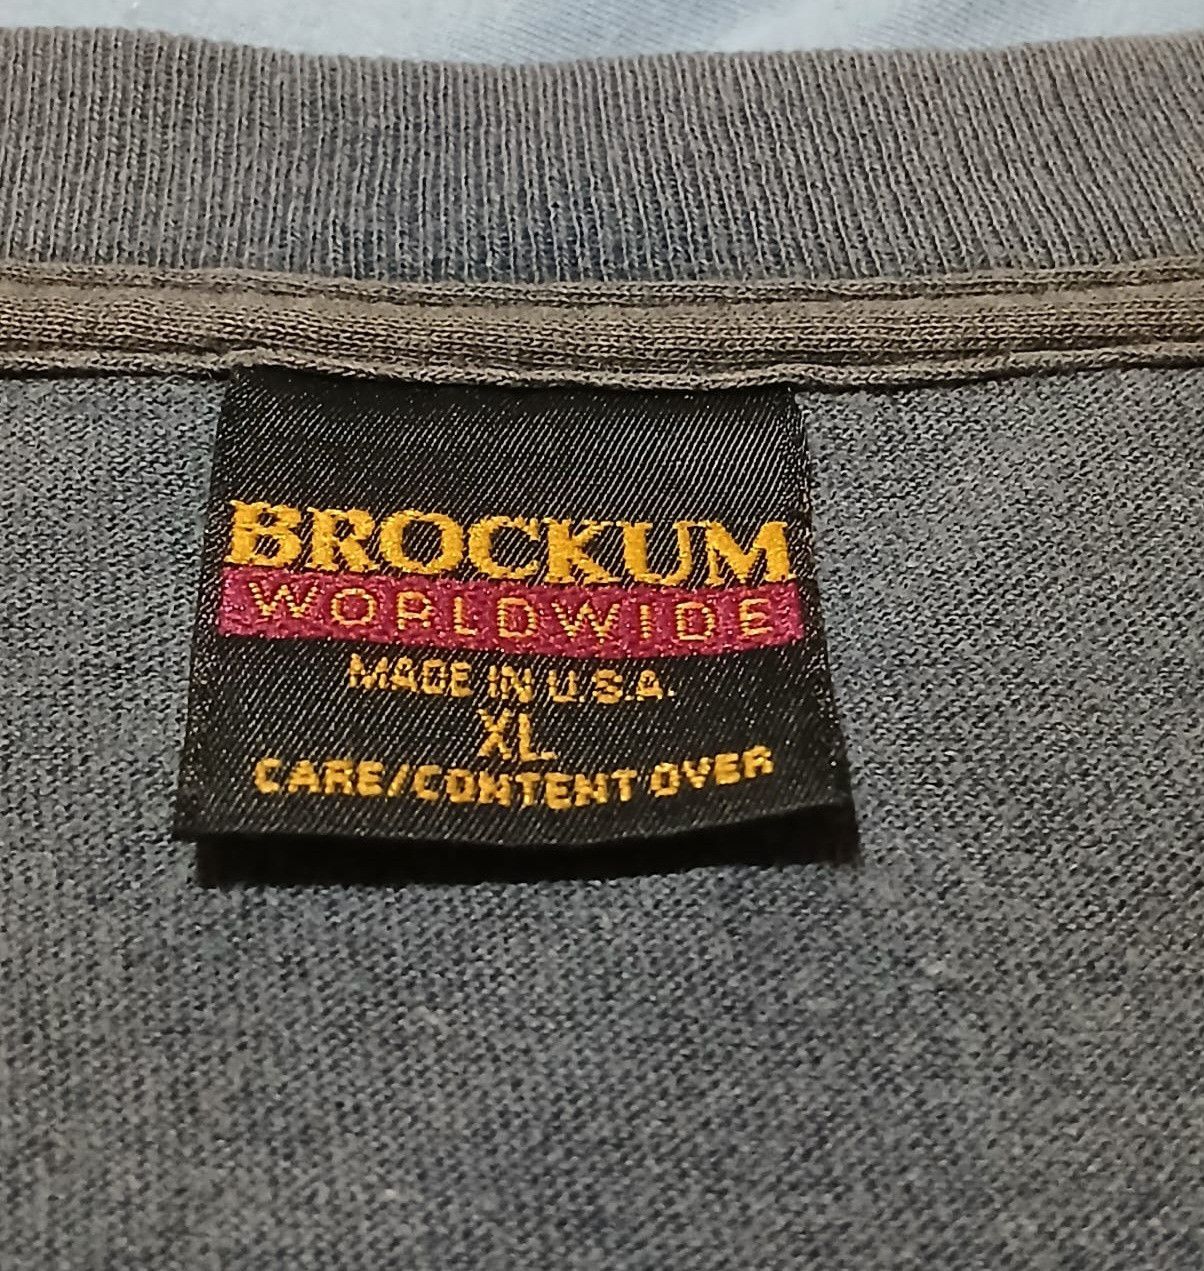 BROCKUM
WORLDWIDE
MADE IN U.S.A.
XL
CARE/CONTENT OVER